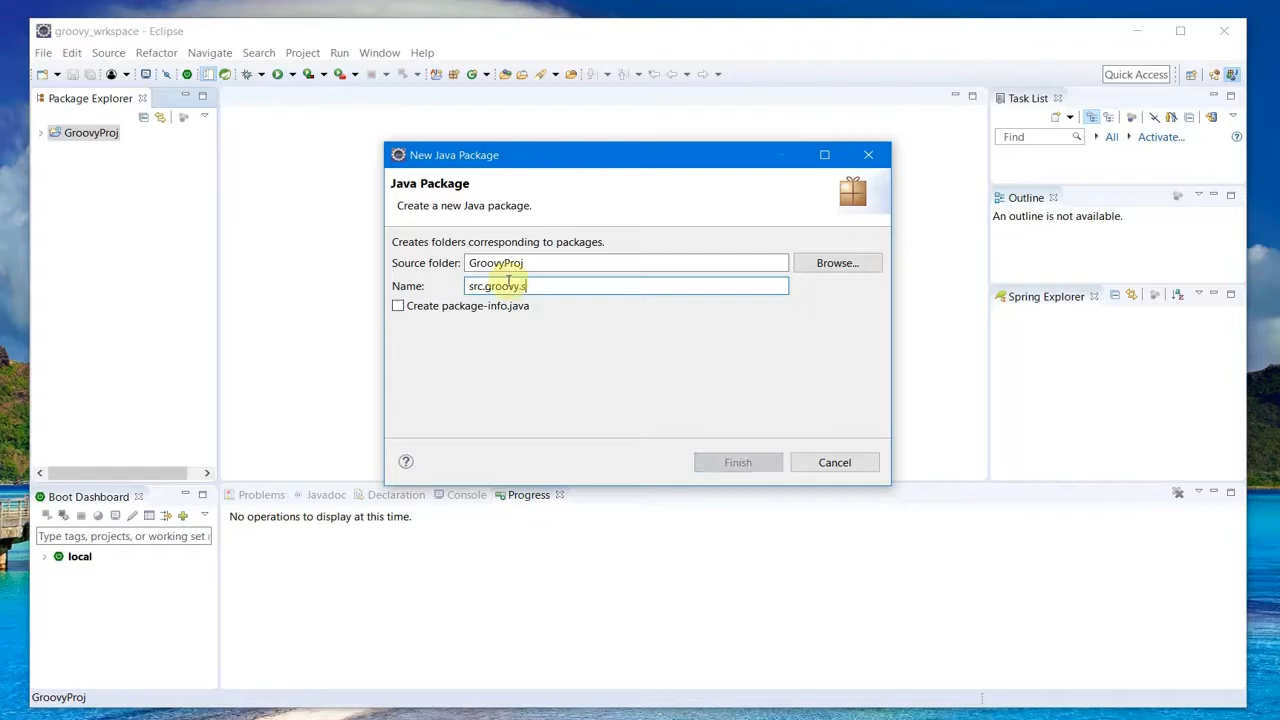 groovy_wrkspace - Eclipse
File Edit Source Refactor Navigate Search Project Run Window Help
Quick Access
Package Explorer
GroovyProj
New Java Package
Java Package
Create a new Java package.
Creates folders corresponding to packages.
Source folder: GroovyProj Browse...
Name: src.groovy.s
Create package-info.java
Finish Cancel
Task List
Find All Activate...
Outline
An outline is not available.
Spring Explorer
Boot Dashboard
Type tags, projects, or working set
local
Problems Javadoc Declaration Console Progress
No operations to display at this time.
GroovyProj